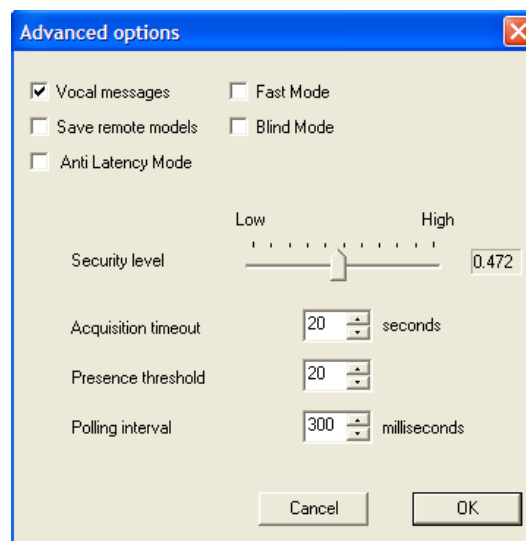 Advanced options
Vocal messages Fast Mode
Save remote models Blind Mode
Anti Latency Mode
Low High
Security level 0.472
Acquisition timeout 20 seconds
Presence threshold 20
Polling interval 300 milliseconds
Cancel OK